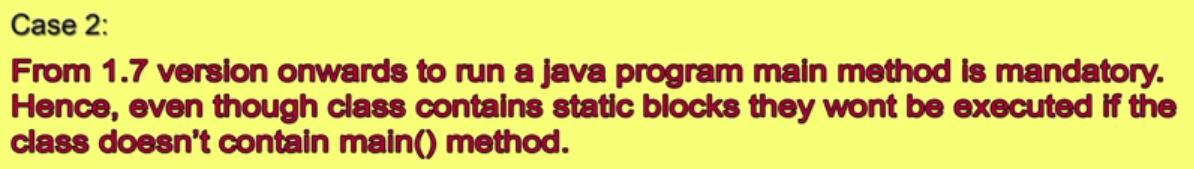 Case 2:
From 1.7 version onwards to run a java program main method is mandatory.
Hence, even though class contains static blocks they wont be executed if the
class doesn’t contain main() method.